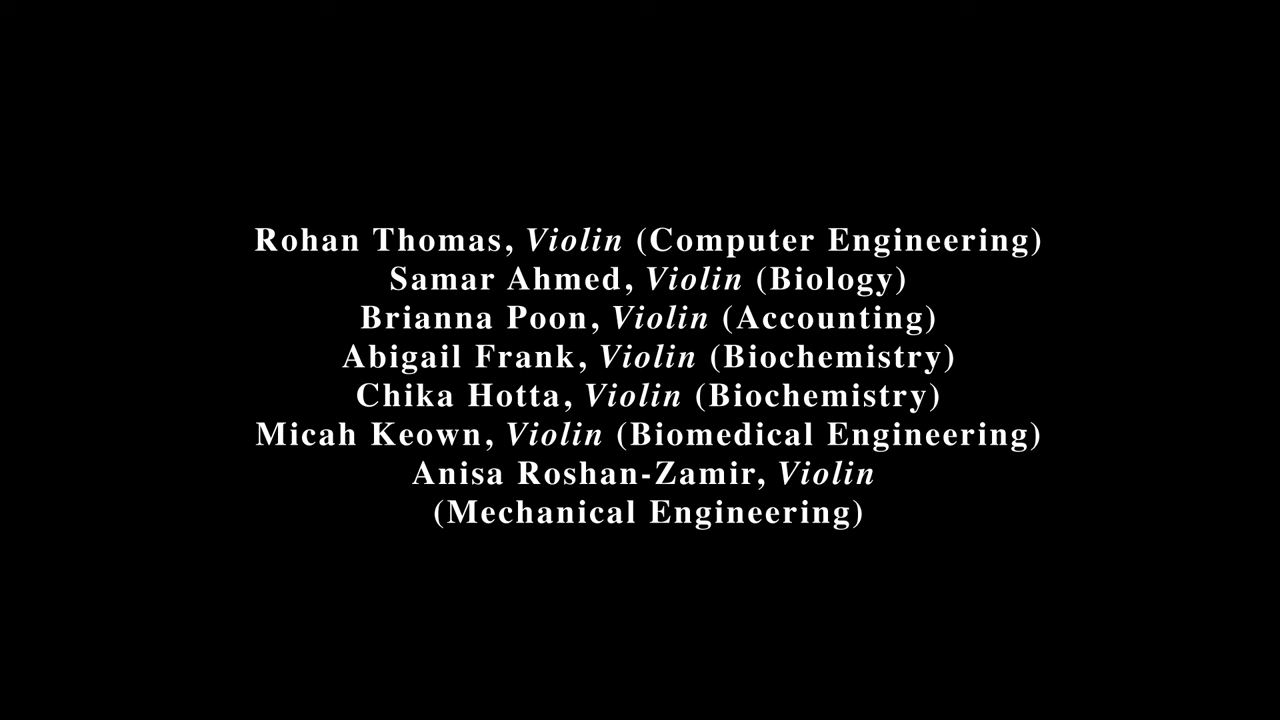 Rohan Thomas, Violin (Computer Engineering)
Samar Ahmed, Violin (Biology)
Brianna Poon, Violin (Accounting)
Abigail Frank, Violin (Biochemistry)
Chika Hotta, Violin (Biochemistry)
Micah Keown, Violin (Biomedical Engineering)
Anisa Roshan-Zamir, Violin
(Mechanical Engineering)